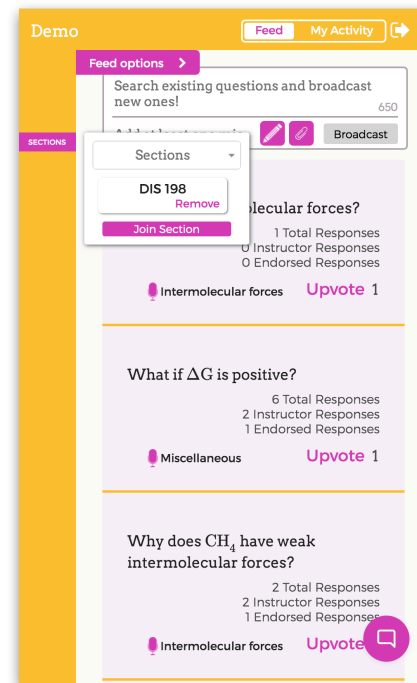 Demo
Feed
My Activity
Feed options
Search existing questions and broadcast
new ones!
650
Broadcast
SECTIONS
Sections
DIS 198
Remove
Join Section
forces?
1 Total Responses
0 Instructor Responses
0 Endorsed Responses
Intermolecular forces
Upvote 1
What if ΔG is positive?
6 Total Responses
2 Instructor Responses
1 Endorsed Responses
Miscellaneous
Upvote 1
Why does CH₄ have weak
intermolecular forces?
2 Total Responses
2 Instructor Responses
1 Endorsed Responses
Intermolecular forces
Upvote